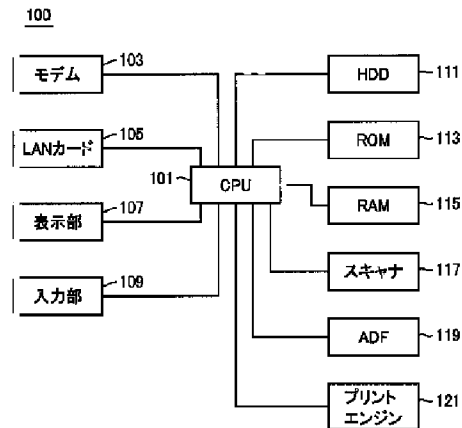 100
モデム
103
LANカード
105
表示部
107
入力部
109
101
CPU
HDD
111
ROM
113
RAM
115
スキャナ
117
ADF
119
プリント
エンジン
121